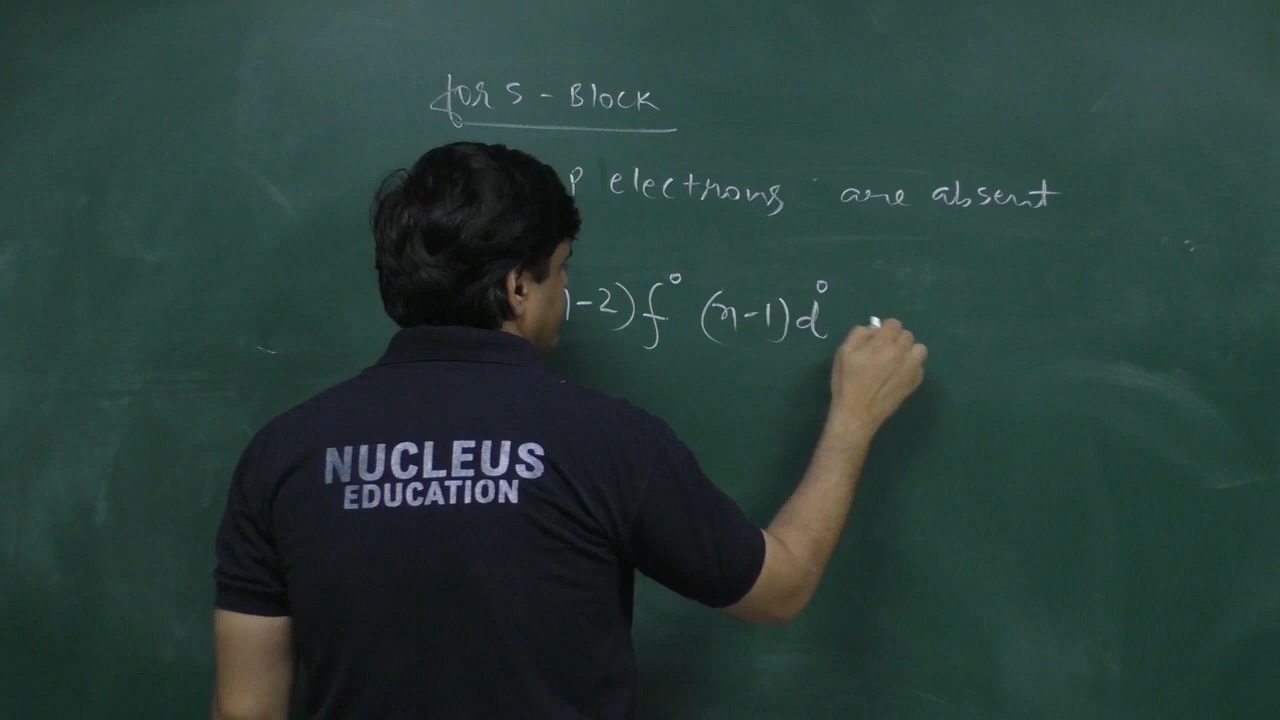 for s - Block
P electrons are absent
-2)f° (n-1)d°
NUCLEUS
EDUCATION